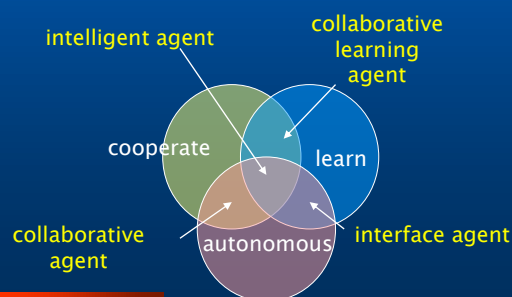 intelligent agent
collaborative
learning
agent
cooperate
learn
collaborative
agent
autonomous
interface agent